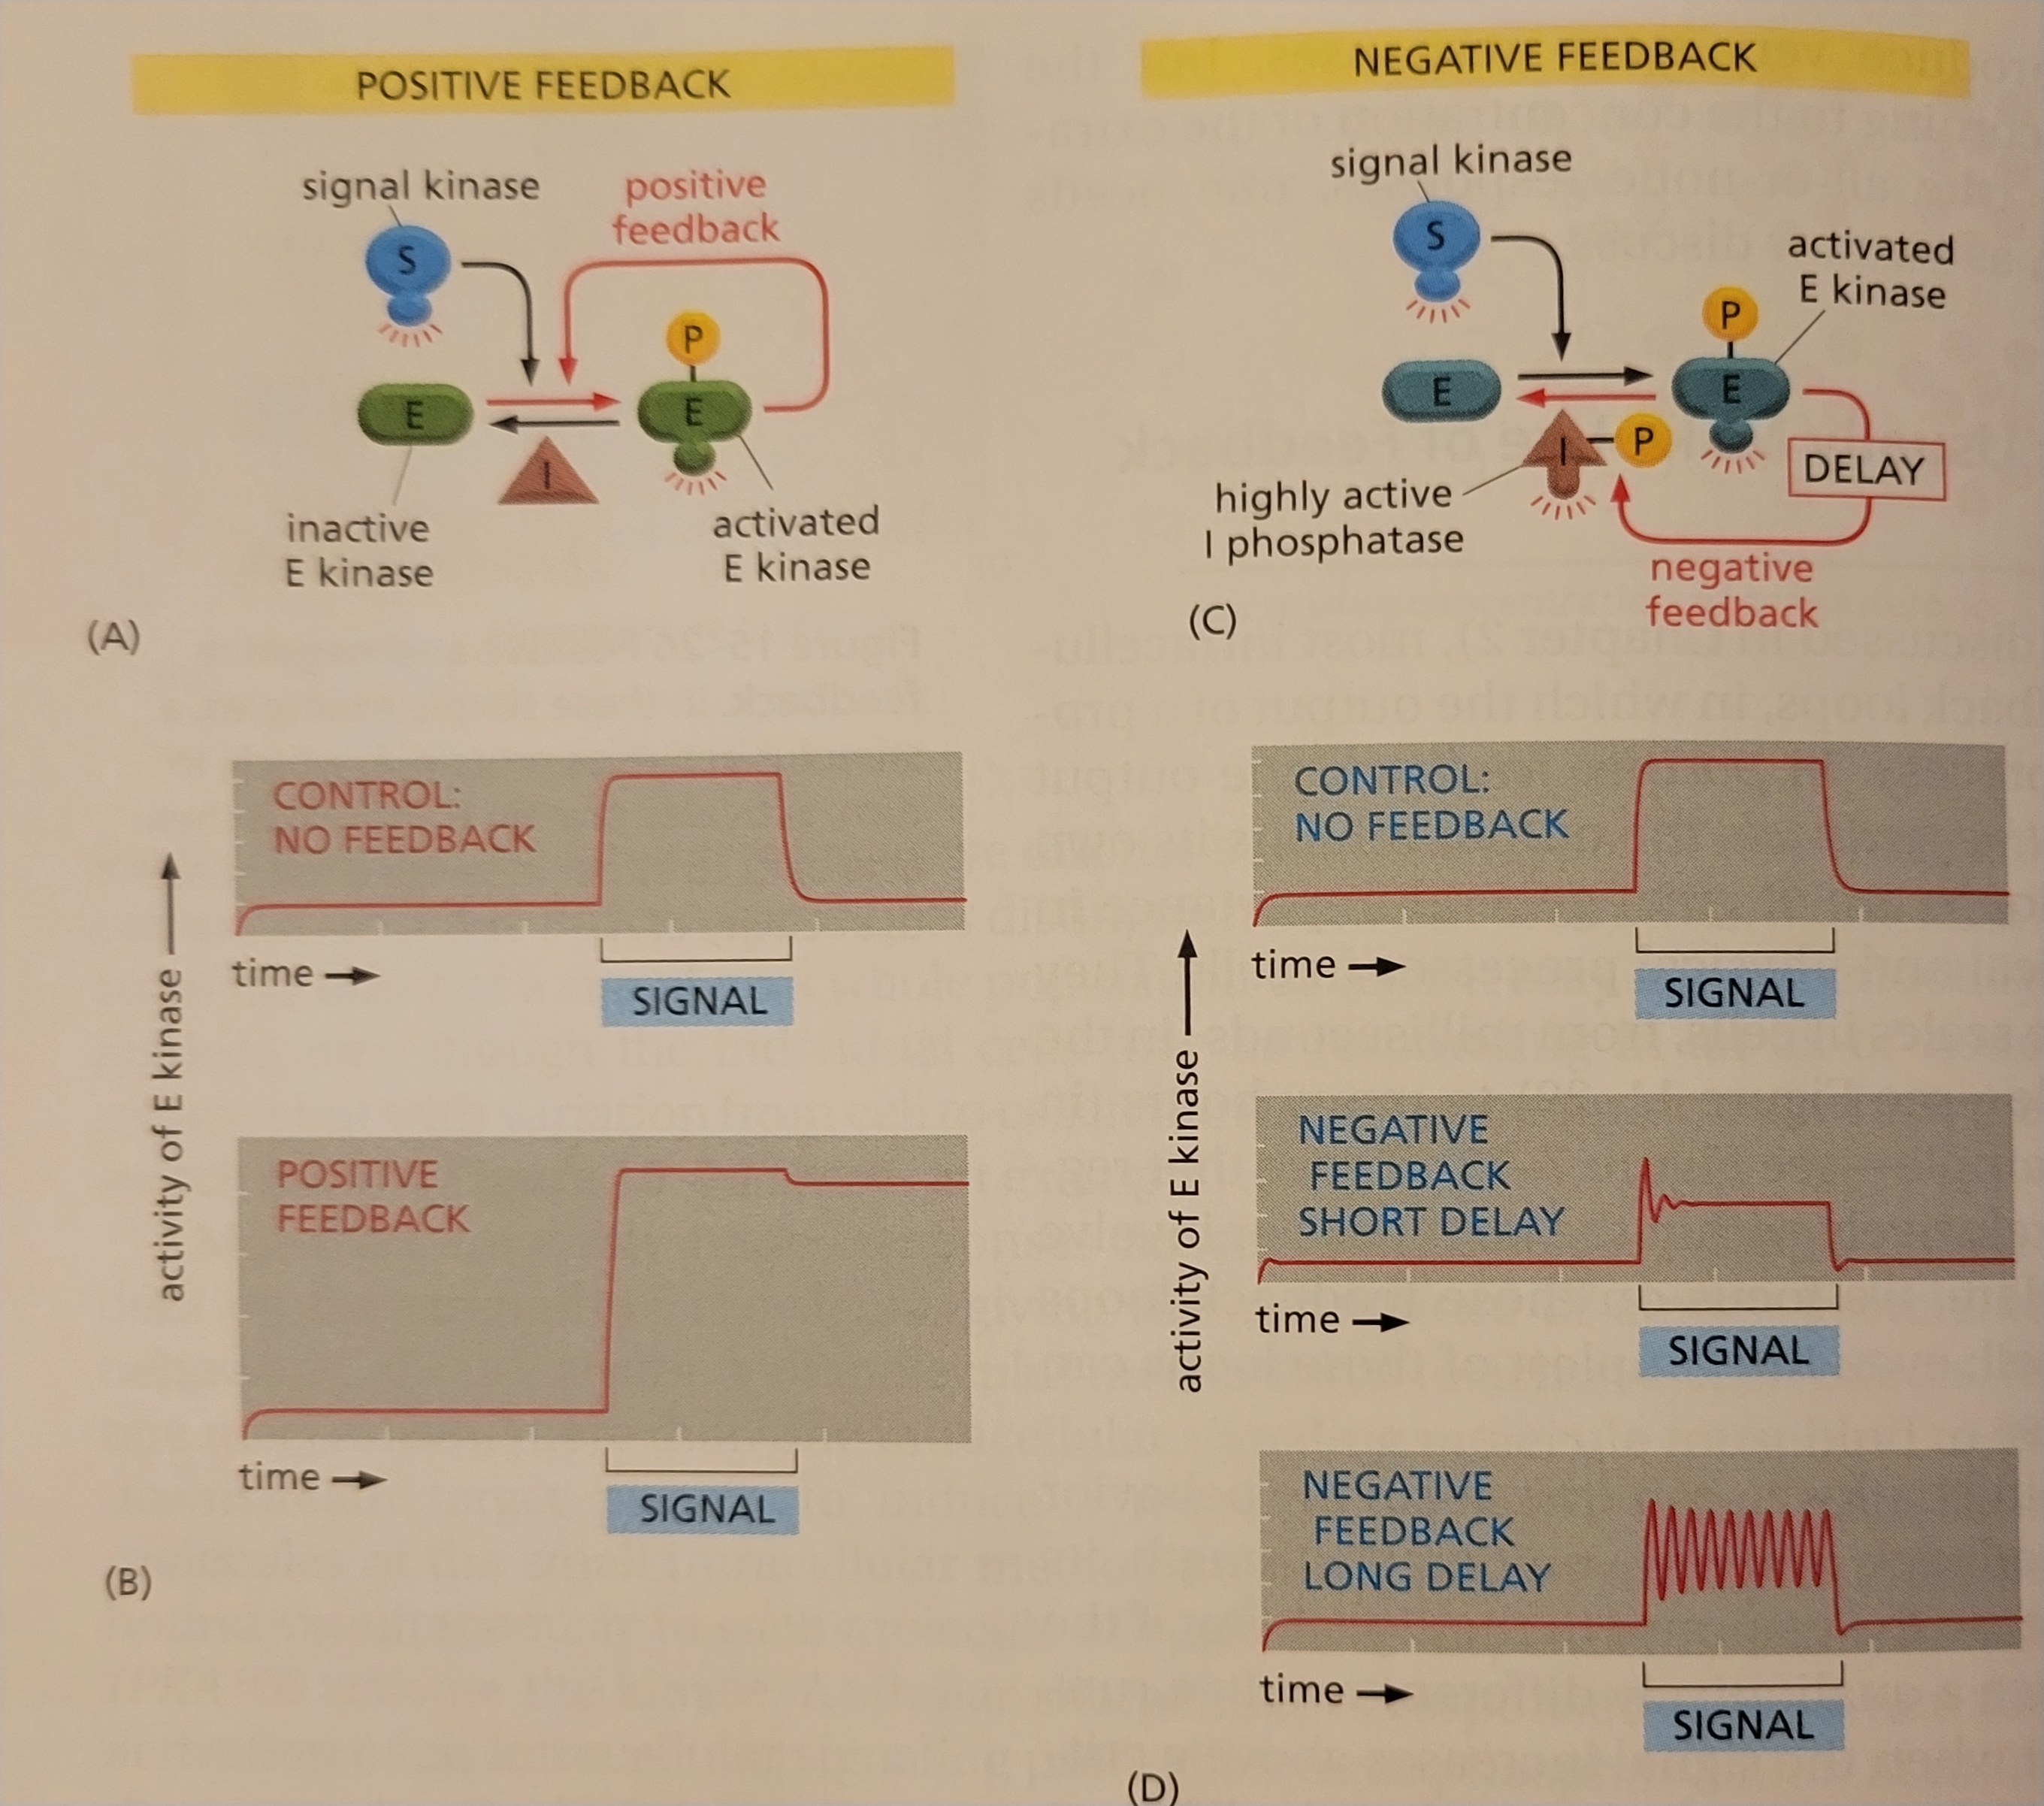 POSITIVE FEEDBACK
signal kinase
positive
feedback
S
P
E
E
I
inactive
E kinase
activated
E kinase
(A)
CONTROL:
NO FEEDBACK
time
SIGNAL
activity of E kinase
POSITIVE
FEEDBACK
time
SIGNAL
(B)
NEGATIVE FEEDBACK
signal kinase
S
activated
E kinase
P
E
E
I
P
DELAY
highly active
I phosphatase
negative
feedback
(C)
CONTROL:
NO FEEDBACK
time
SIGNAL
activity of E kinase
NEGATIVE
FEEDBACK
SHORT DELAY
time
SIGNAL
NEGATIVE
FEEDBACK
LONG DELAY
time
SIGNAL
(D)